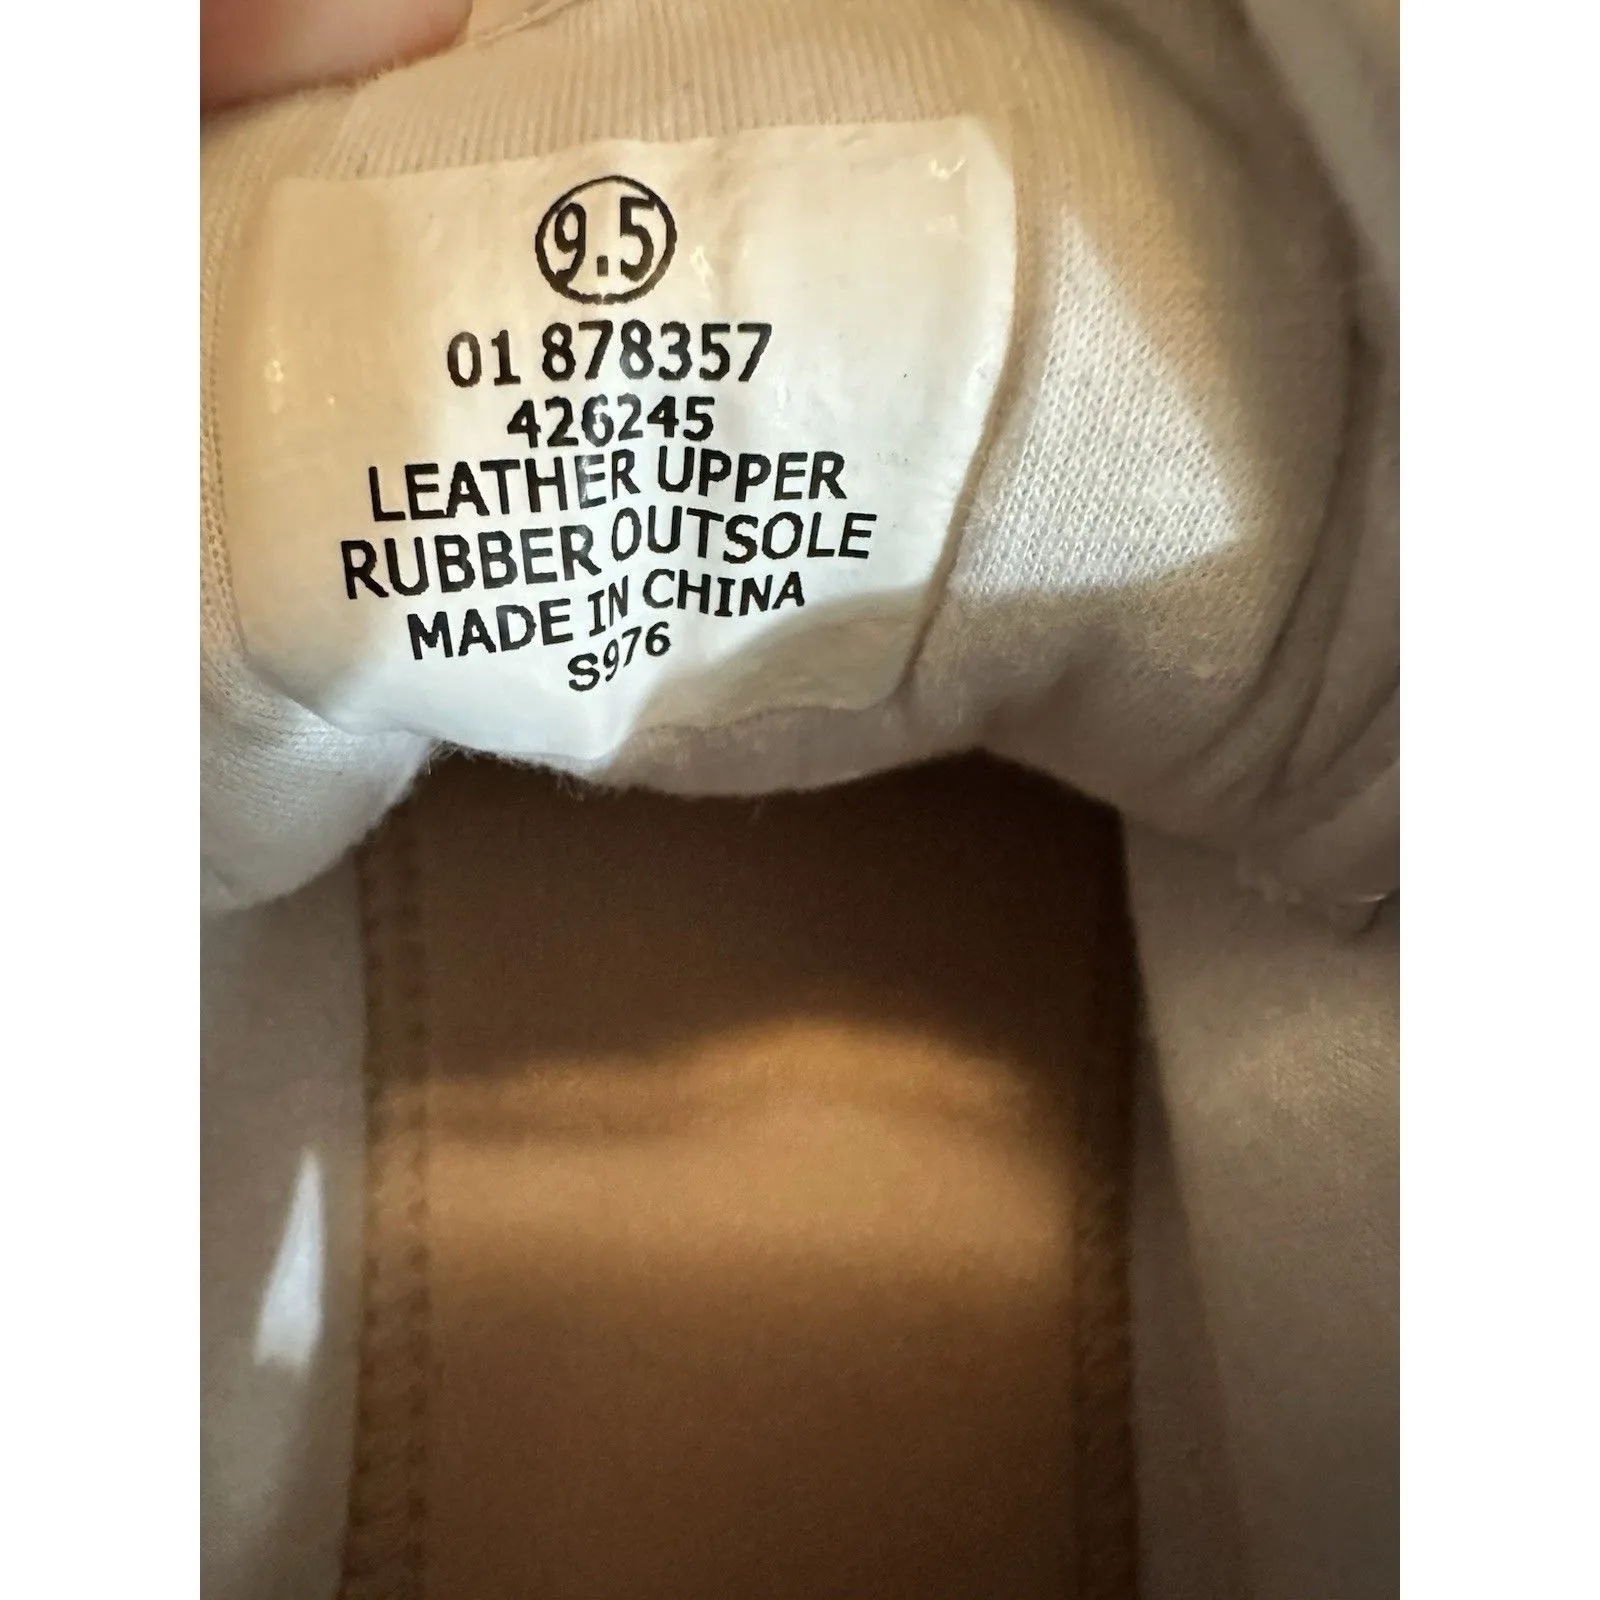 9.5
01 878357
426245
LEATHER UPPER
RUBBER OUTSOLE
MADE IN CHINA
S976